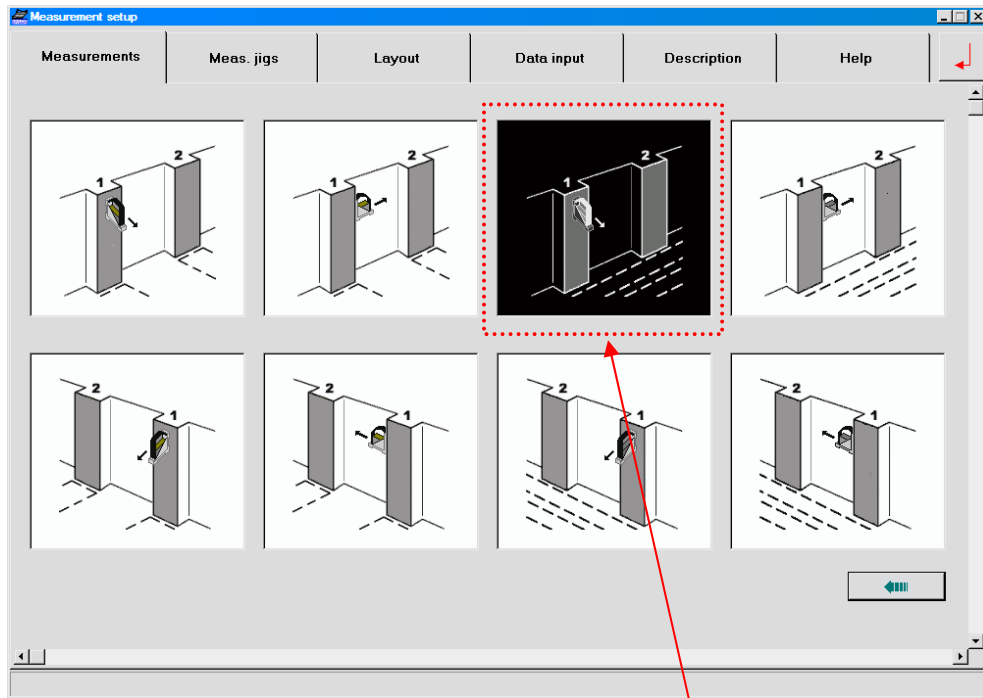 Measurement setup
Measurements
Meas. jigs
Layout
Data input
Description
Help
1 2
1 2
1 2
1 2
2 1
2 1
2 1
2 1